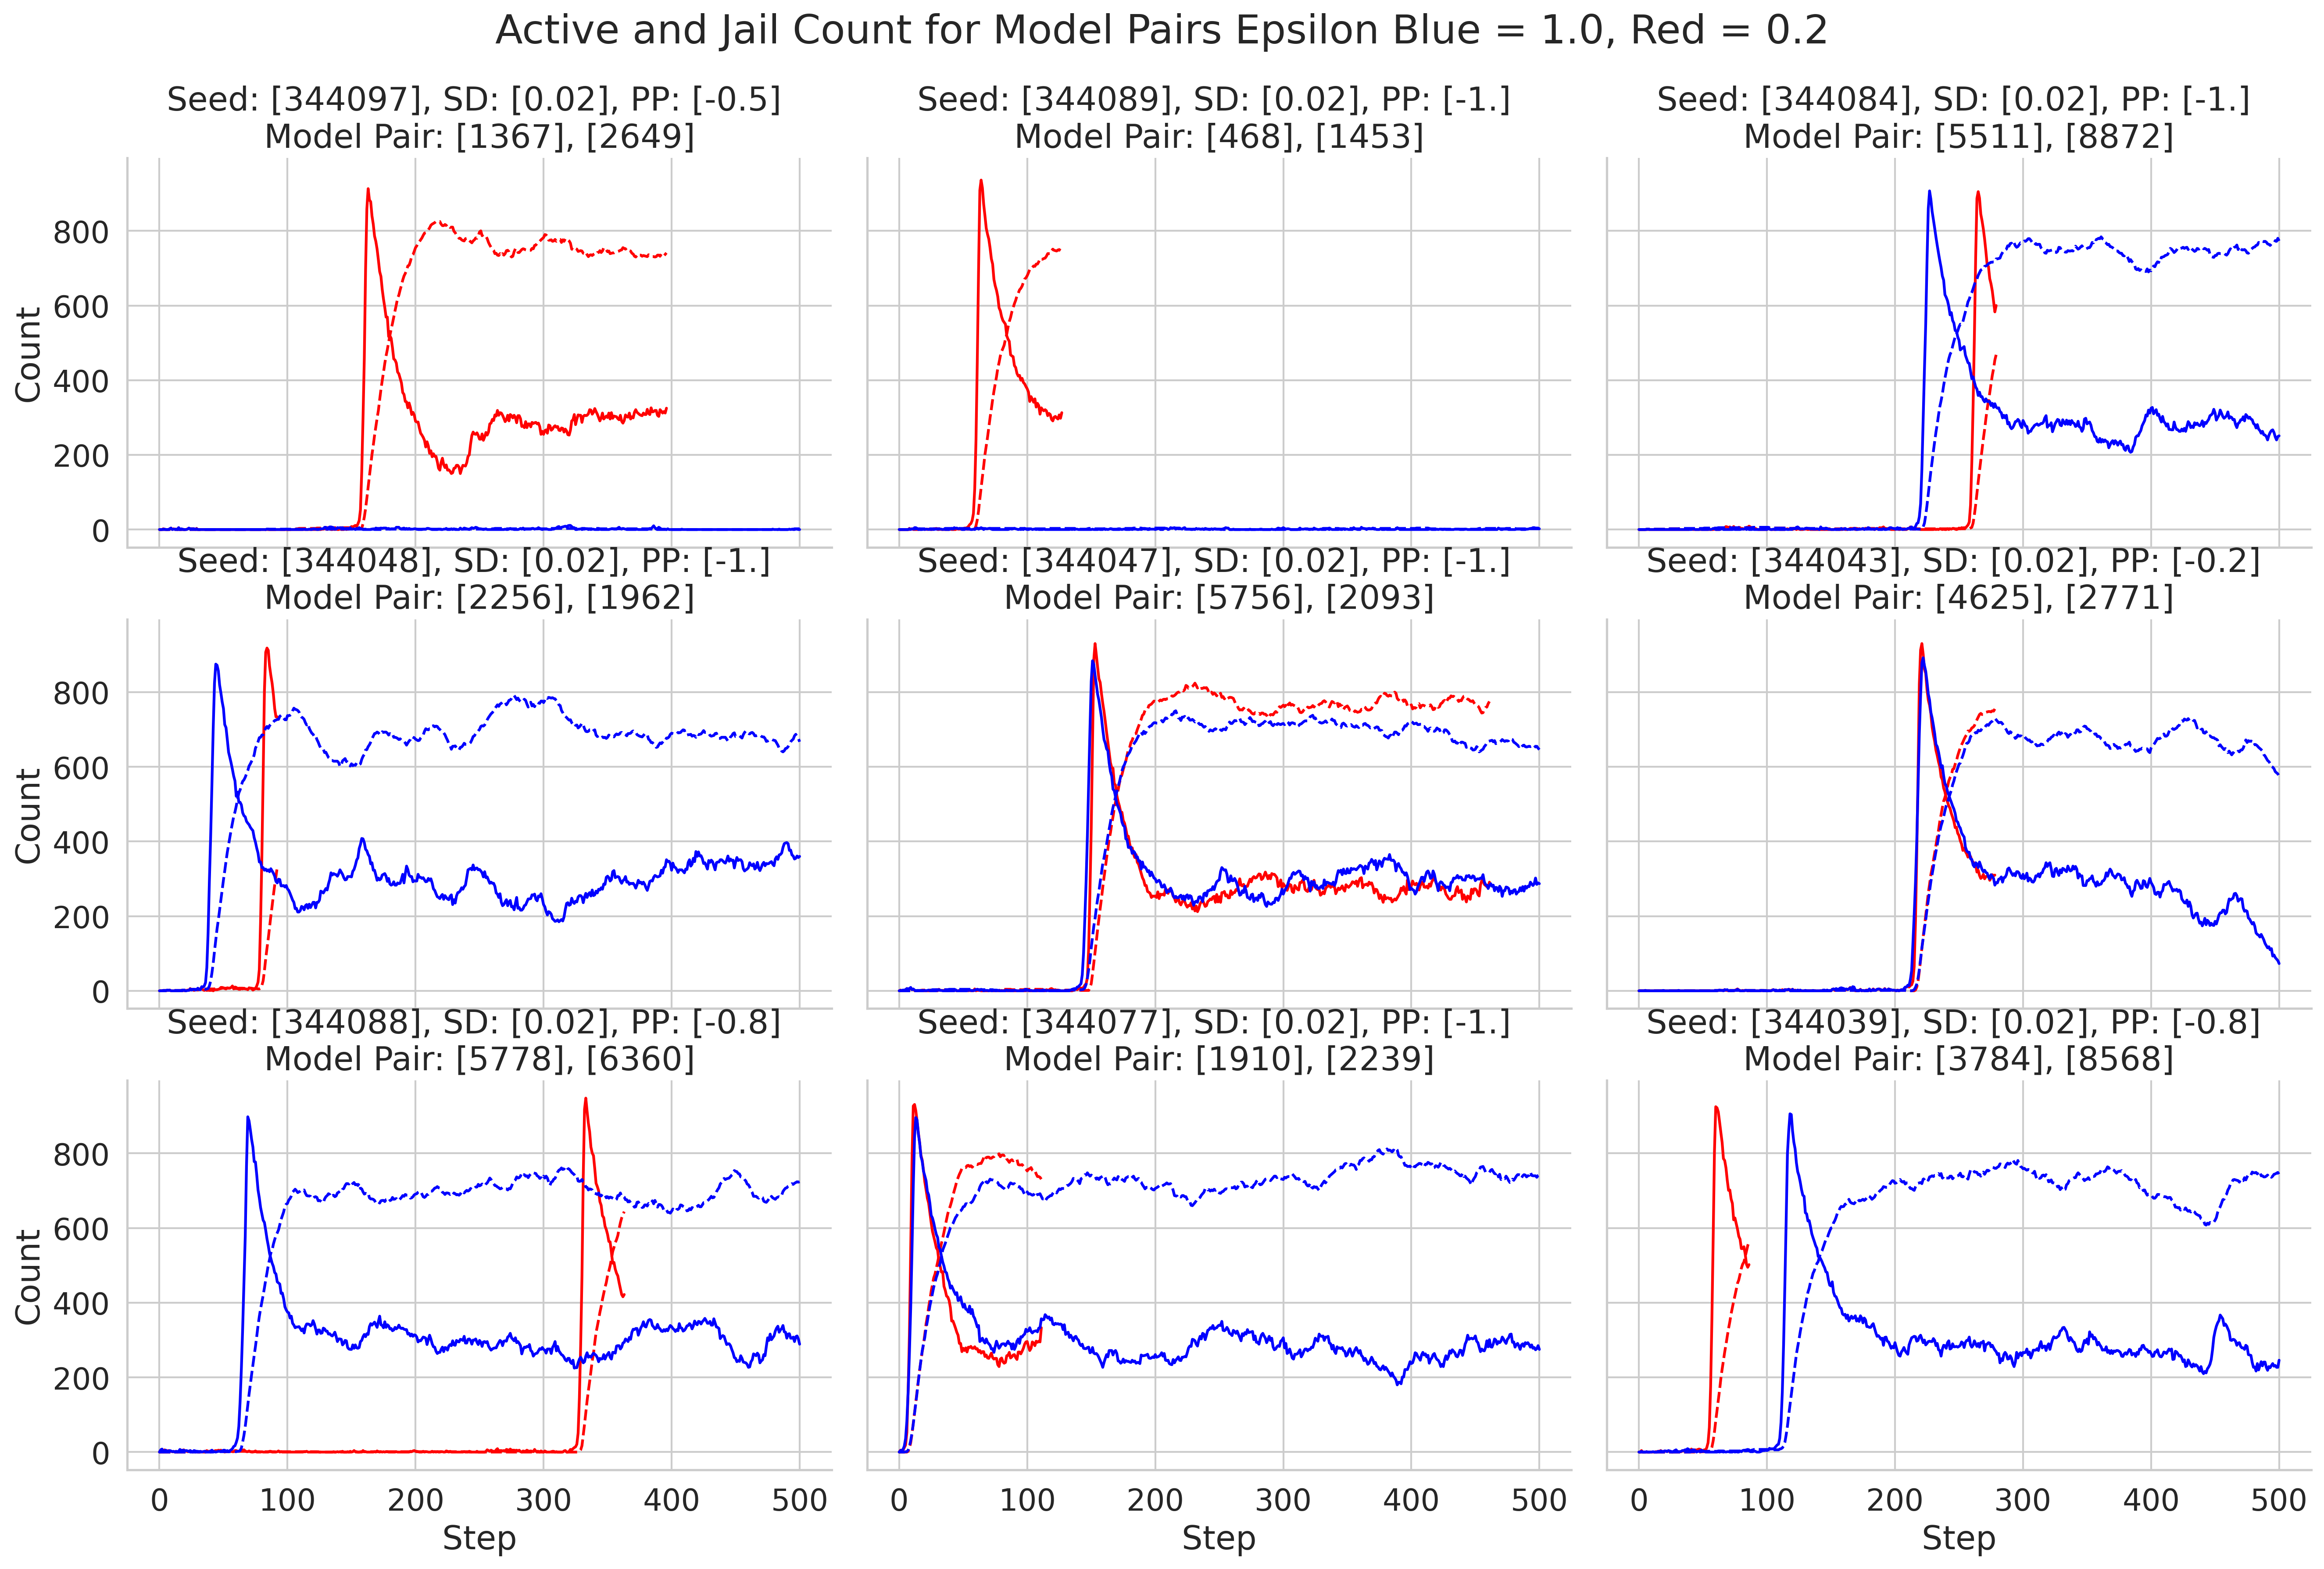 Active and Jail Count for Model Pairs Epsilon Blue = 1.0, Red = 0.2
Seed: [344097], SD: [0.02], PP: [-0.5]
Model Pair: [1367], [2649]
Seed: [344089], SD: [0.02], PP: [-1.]
Model Pair: [468], [1453]
Seed: [344084], SD: [0.02], PP: [-1.]
Model Pair: [5511], [8872]
800
600
400
200
0
Count
Seed: [344048], SD: [0.02], PP: [-1.]
Model Pair: [2256], [1962]
Seed: [344047], SD: [0.02], PP: [-1.]
Model Pair: [5756], [2093]
Seed: [344043], SD: [0.02], PP: [-0.2]
Model Pair: [4625], [2771]
800
600
400
200
0
Count
Seed: [344088], SD: [0.02], PP: [-0.8]
Model Pair: [5778], [6360]
Seed: [344077], SD: [0.02], PP: [-1.]
Model Pair: [1910], [2239]
Seed: [344039], SD: [0.02], PP: [-0.8]
Model Pair: [3784], [8568]
800
600
400
200
0
Count
0 100 200 300 400 500
Step
0 100 200 300 400 500
Step
0 100 200 300 400 500
Step